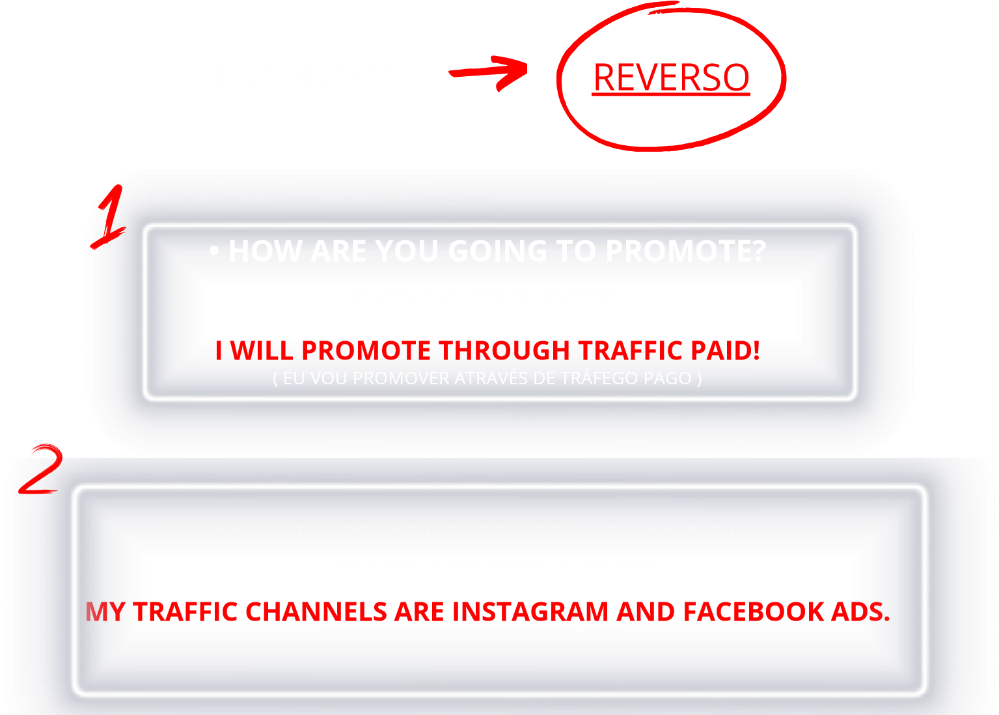 REVERSO
1
• HOW ARE YOU GOING TO PROMOTE?
I WILL PROMOTE THROUGH TRAFFIC PAID!
( EU VOU PROMOVER ATRAVÉS DE TRÁFEGO PAGO )
2
MY TRAFFIC CHANNELS ARE INSTAGRAM AND FACEBOOK ADS.